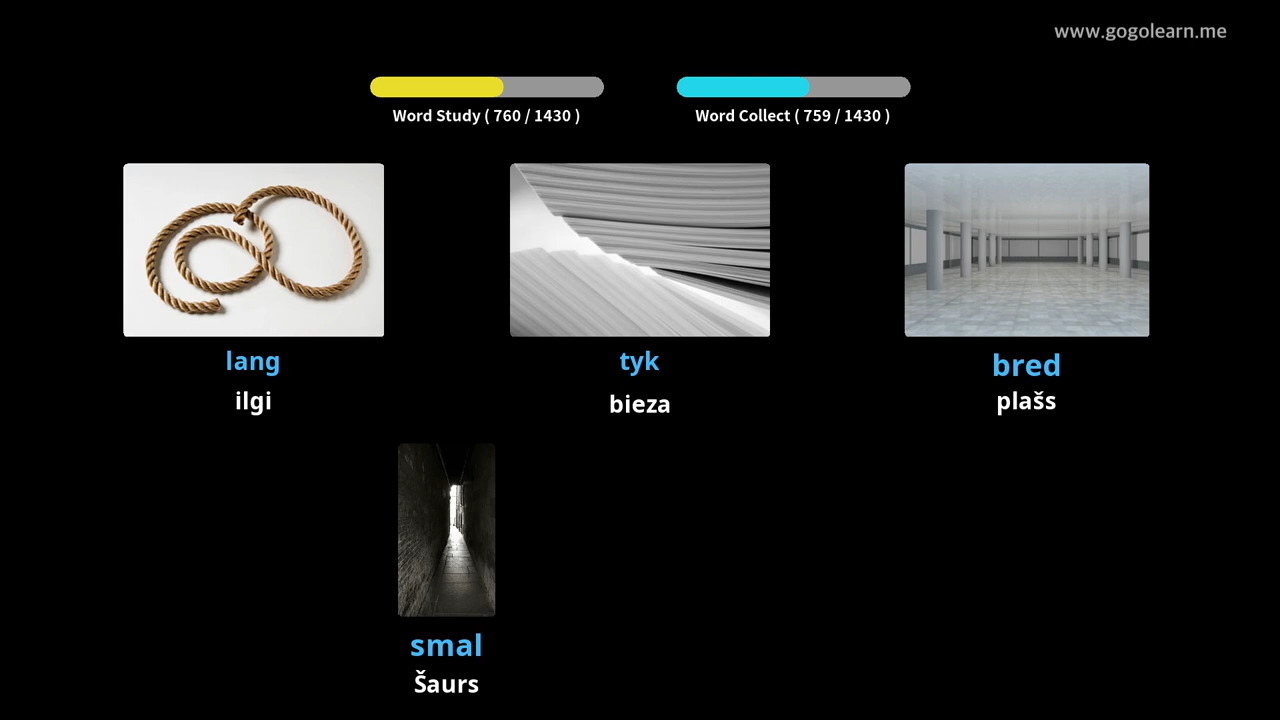 www.gogolearn.me
Word Study ( 760 / 1430 )
Word Collect ( 759 / 1430 )
lang
tyk
bred
ilgi
bieza
plašs
smal
Šaurs